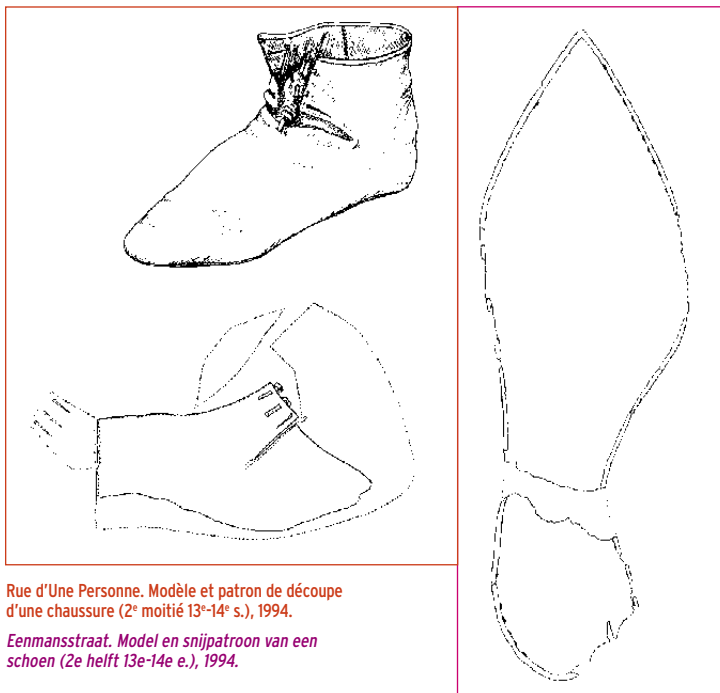 Rue d'Une Personne. Modèle et patron de découpe
d'une chaussure (2e moitié 13e-14e s.), 1994.
Eenmansstraat. Model en snijpatroon van een
schoen (2e helft 13e-14e e.), 1994.